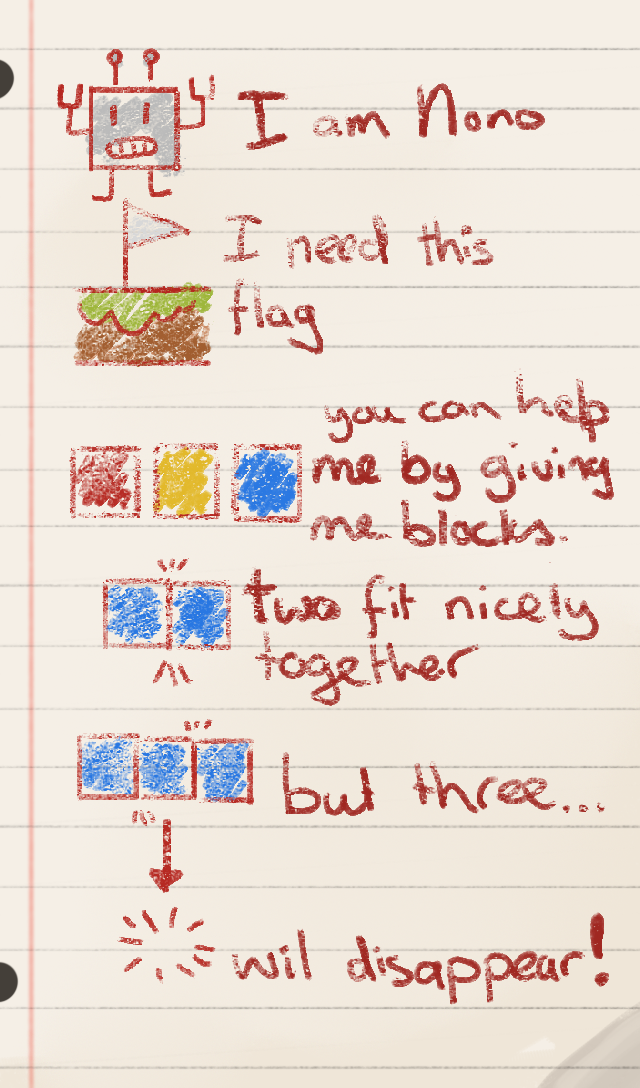 I am Nono
I need this
flag
you can help
me by giving
me blocks.
two fit nicely
together
but three...
wil disappear!